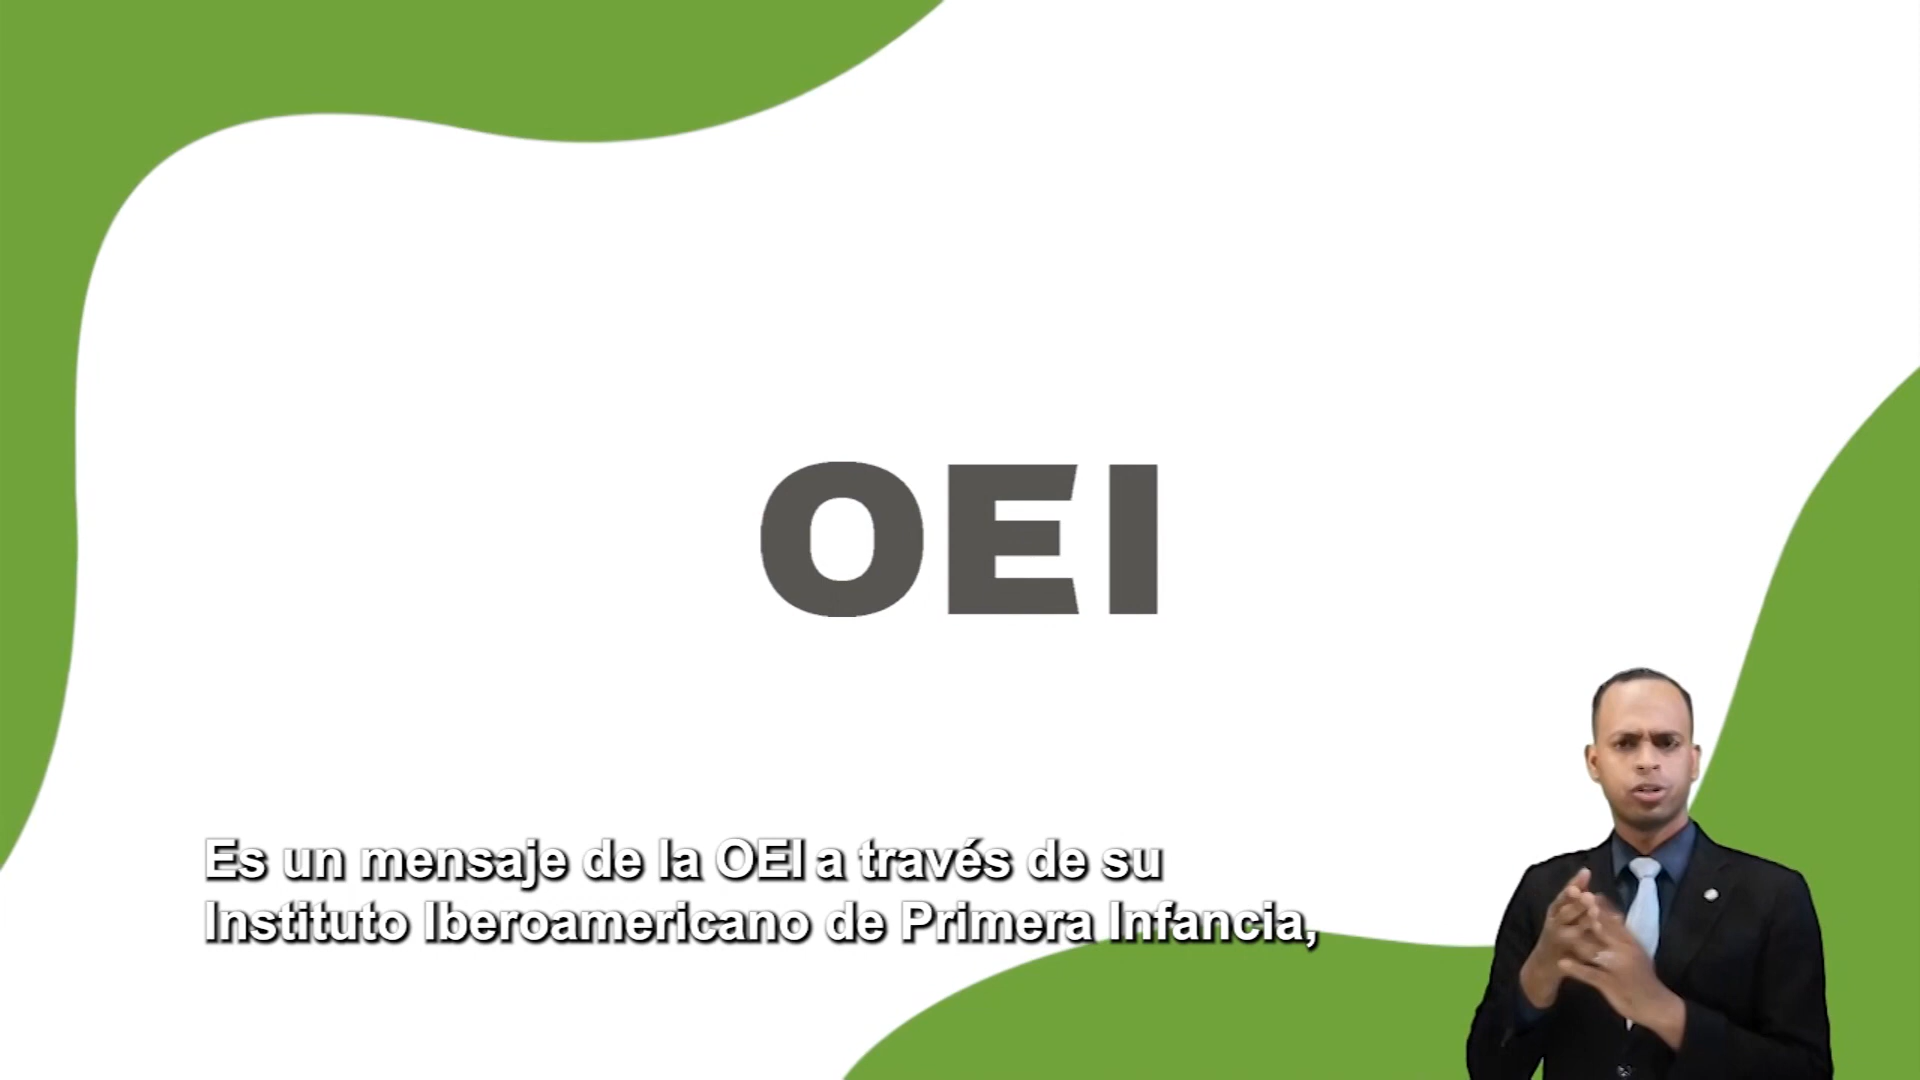 OEI
Es un mensaje de la OEI a través de su
Instituto Iberoamericano de Primera Infancia,